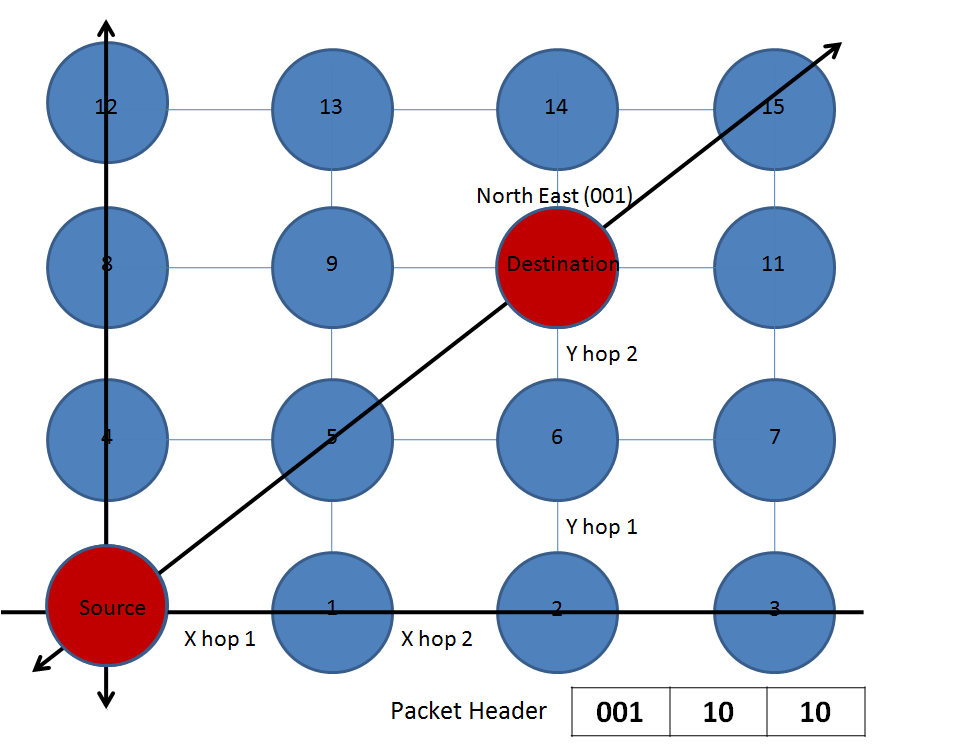 12
13
14
15
North East (001)
8
9
Destination
11
Y hop 2
4
5
6
7
Y hop 1
Source
1
2
3
X hop 1
X hop 2
Packet Header
001
10
10